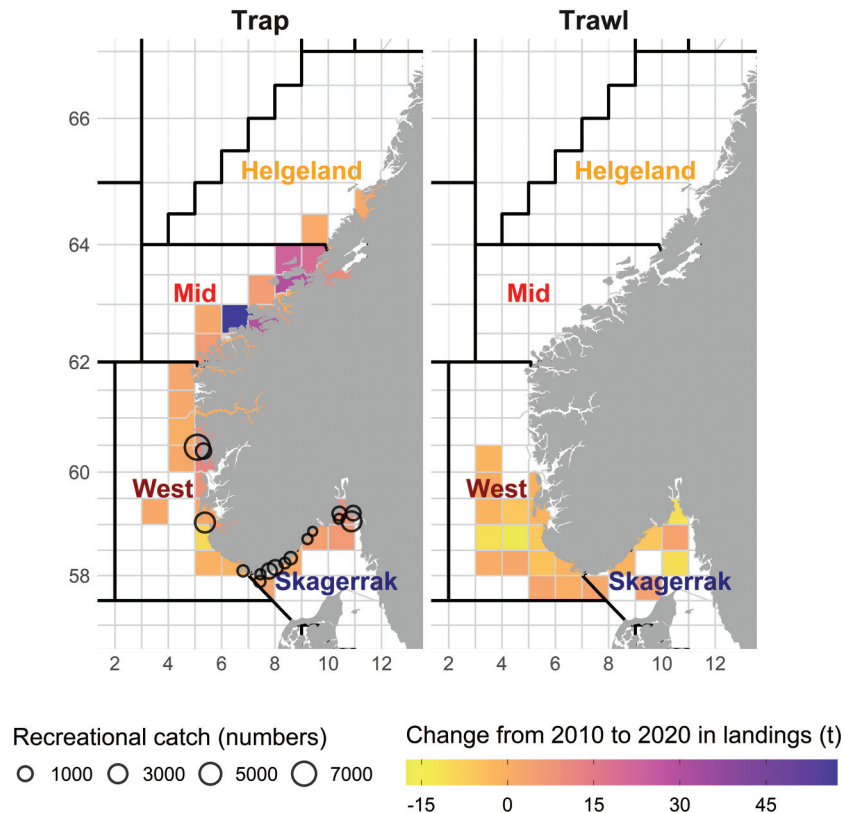 Trap Trawl
66
Helgeland Helgeland
64
Mid Mid
62
60
West West
58
Skagerrak Skagerrak
2 4 6 8 10 12 2 4 6 8 10 12
Recreational catch (numbers)
1000 3000 5000 7000
Change from 2010 to 2020 in landings (t)
-15 0 15 30 45